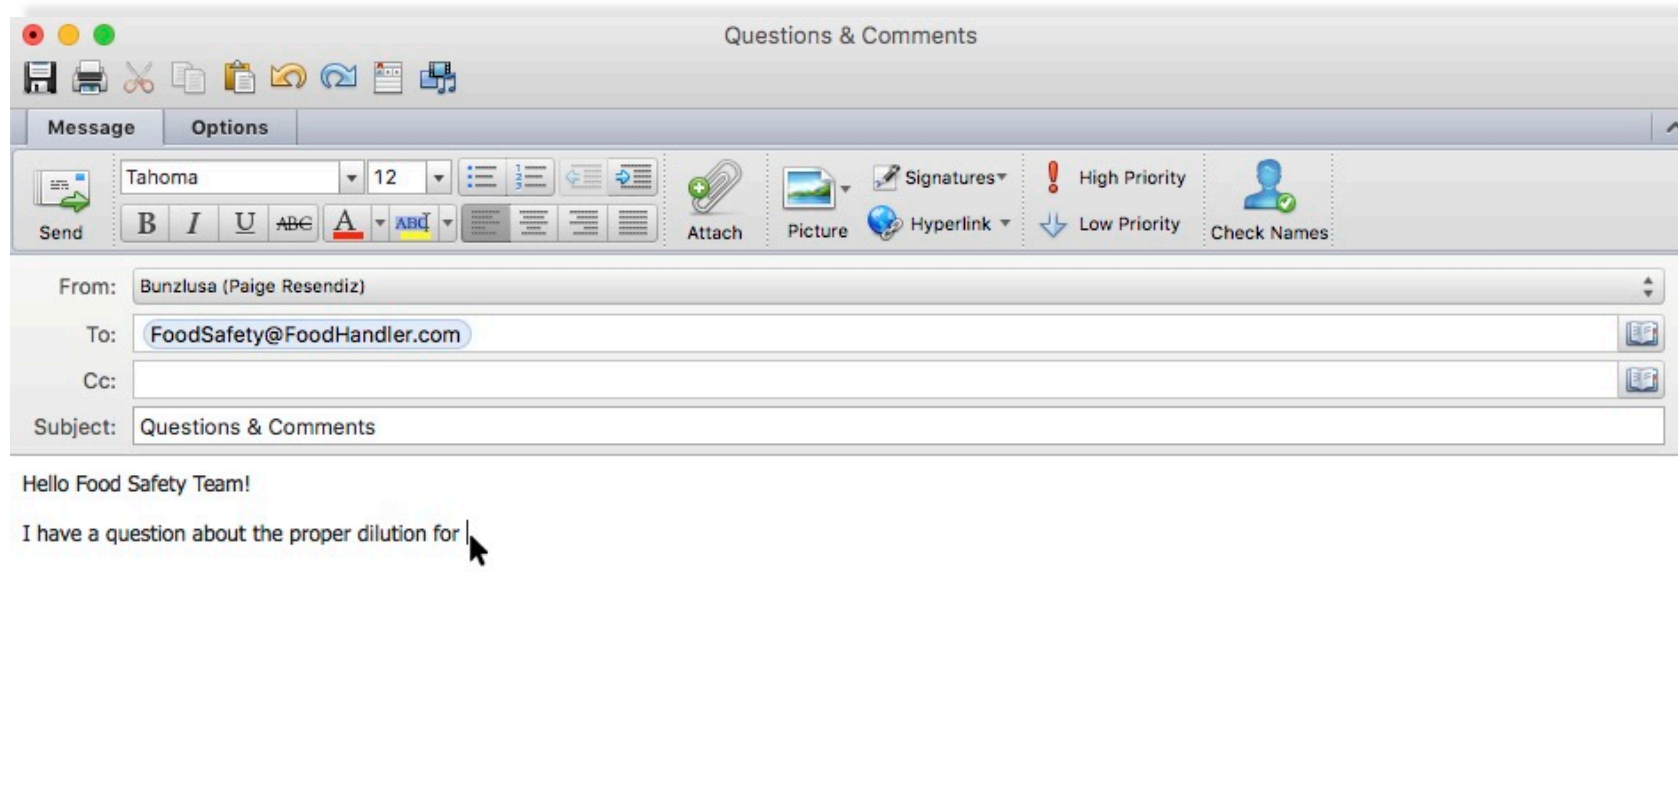 Questions & Comments
Message Options
Tahoma 12 Signatures High Priority
B I U ABC A ABC Hyperlink Low Priority
Send Attach Picture Check Names
From: Bunzlusa (Paige Resendiz)
To: FoodSafety@FoodHandler.com
Cc:
Subject: Questions & Comments
Hello Food Safety Team!
I have a question about the proper dilution for